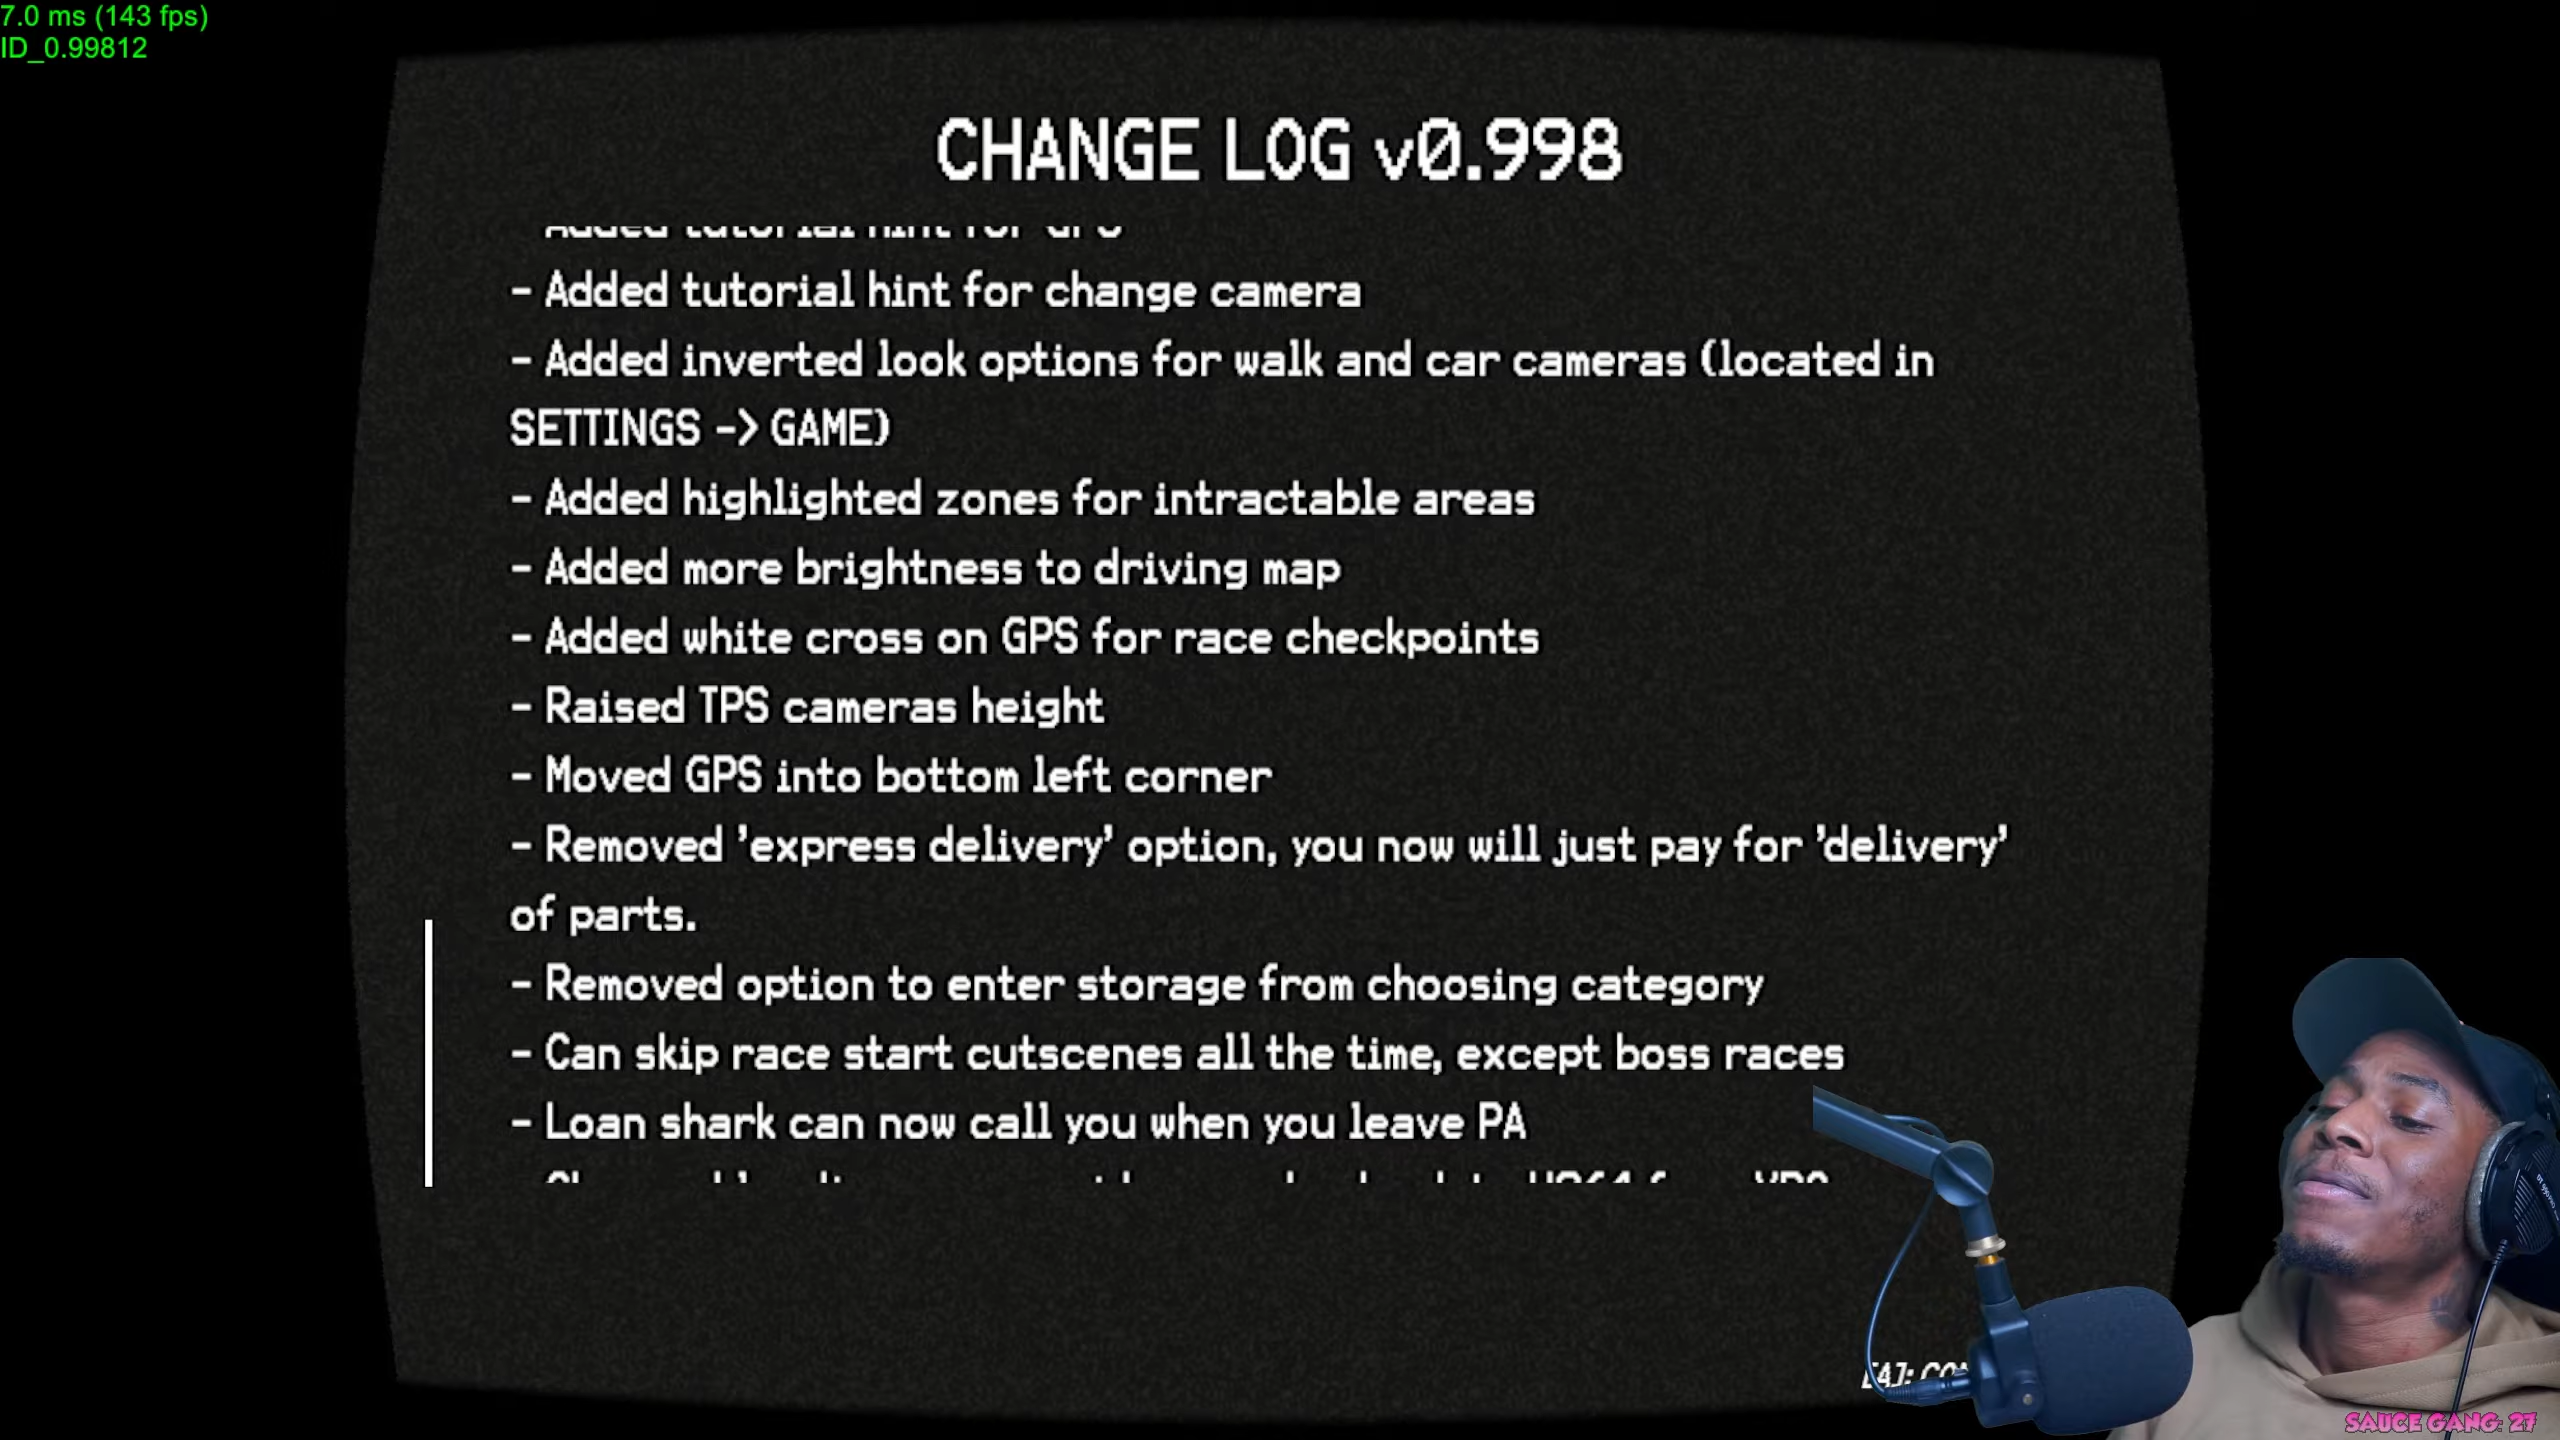 7.0 ms (143 fps)
ID_0.99812
CHANGE LOG v0.998
Added tutorial hint for GPS
- Added tutorial hint for change camera
- Added inverted look options for walk and car cameras (located in
SETTINGS -> GAME)
- Added highlighted zones for intractable areas
- Added more brightness to driving map
- Added white cross on GPS for race checkpoints
- Raised TPS cameras height
- Moved GPS into bottom left corner
- Removed 'express delivery' option, you now will just pay for 'delivery'
of parts.
- Removed option to enter storage from choosing category
- Can skip race start cutscenes all the time, except boss races
- Loan shark can now call you when you leave PA
SAUCE GANG: 27